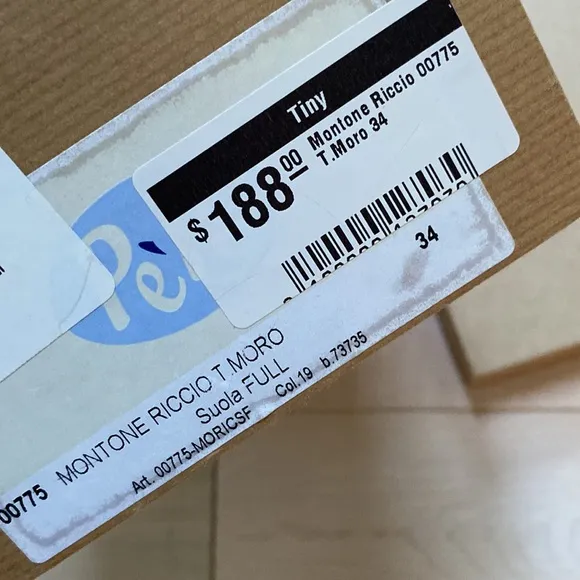 Tiny
$188.00
Montone Riccio 00775
T.Moro 34
Pè
34
00775 MONTONE RICCIO T.MORO
Suola FULL
Art. 00775-MORICSF Col.19 b.73735